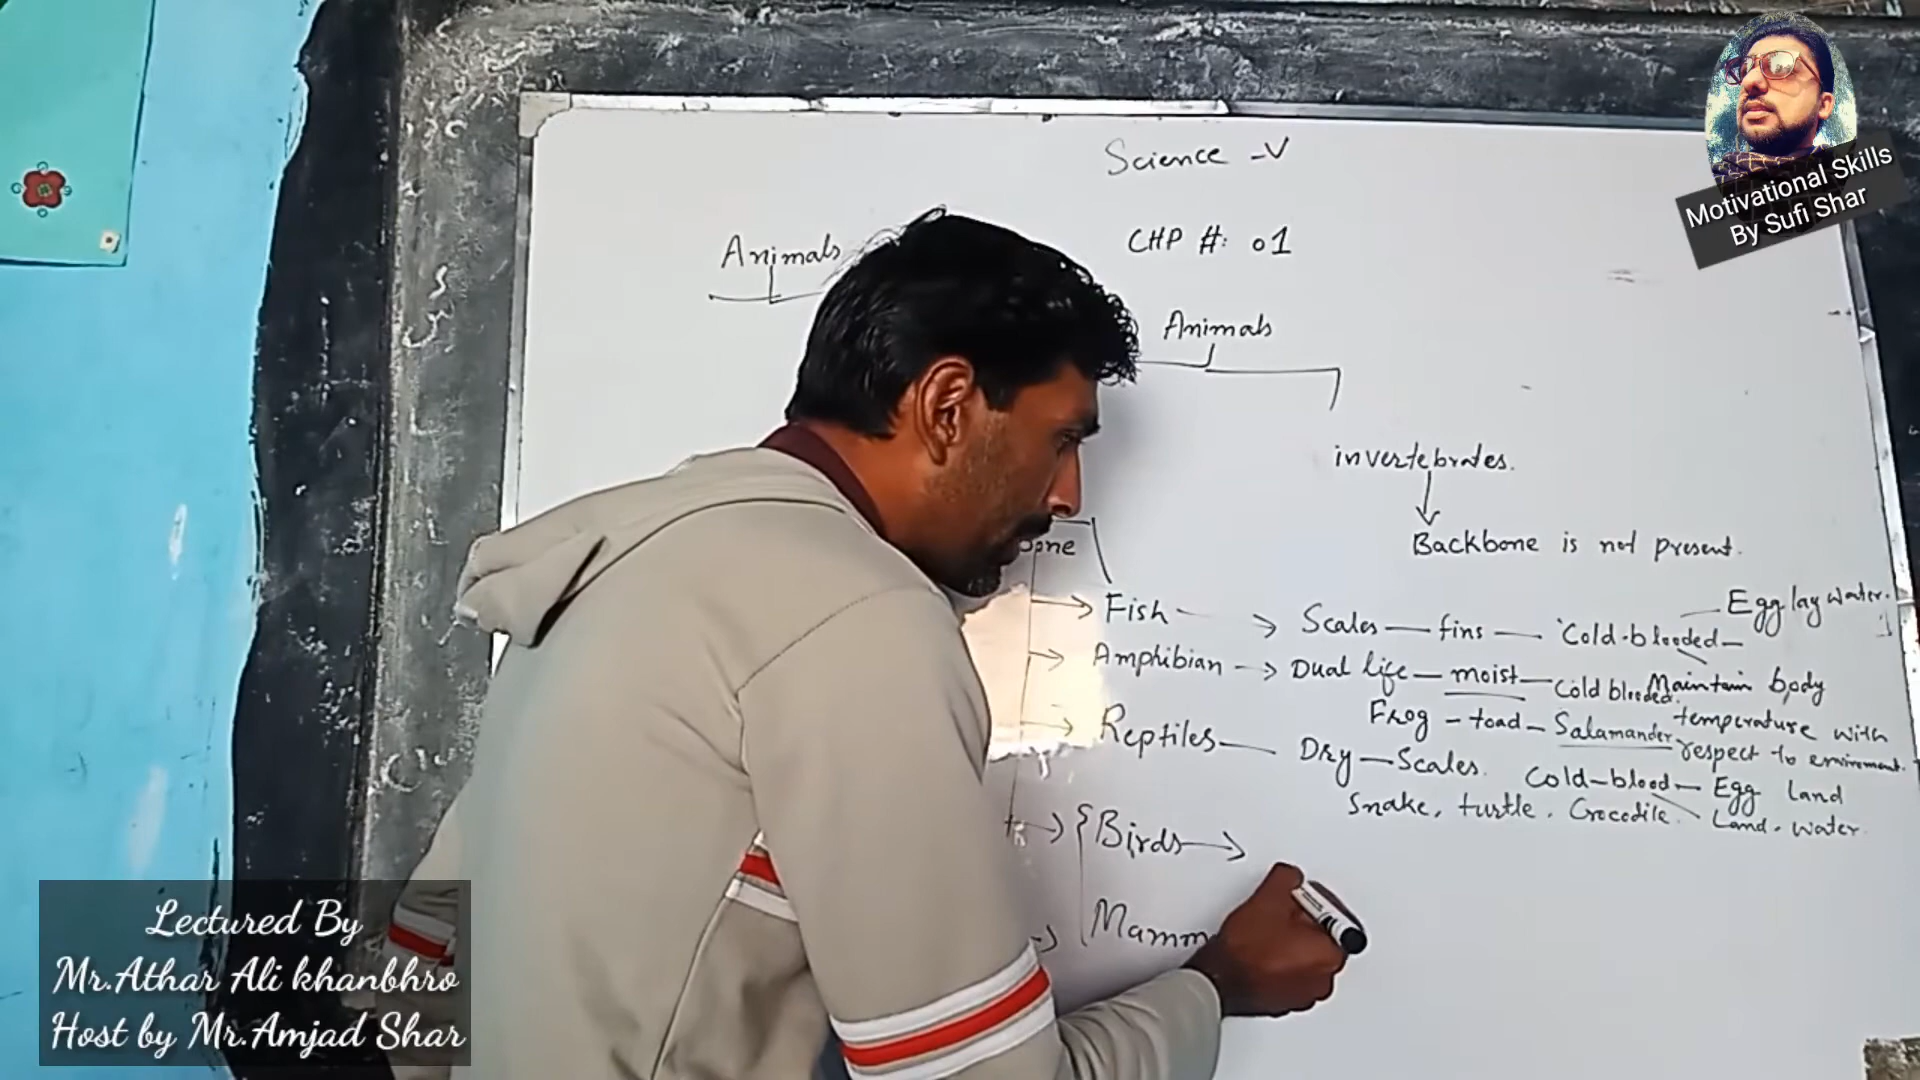 Science -V
Motivational Skills
By Sufi Shar
Animals
CHP #: 01
Animals
invertebrates.
Backbone is not present.
Fish → Scales — fins — Cold-blooded — Egg lay water.
Amphibian → Dual life — moist — Cold blooded
Maintain body
temperature with
respect to enviroment.
Frog - toad - Salamander
Reptiles — Dry — Scales. Cold-blood — Egg Land
Snake, turtle, Crocodile. Land, water.
Birds →
Mamm
Lectured By
Mr.Athar Ali khanbhro
Host by Mr.Amjad Shar